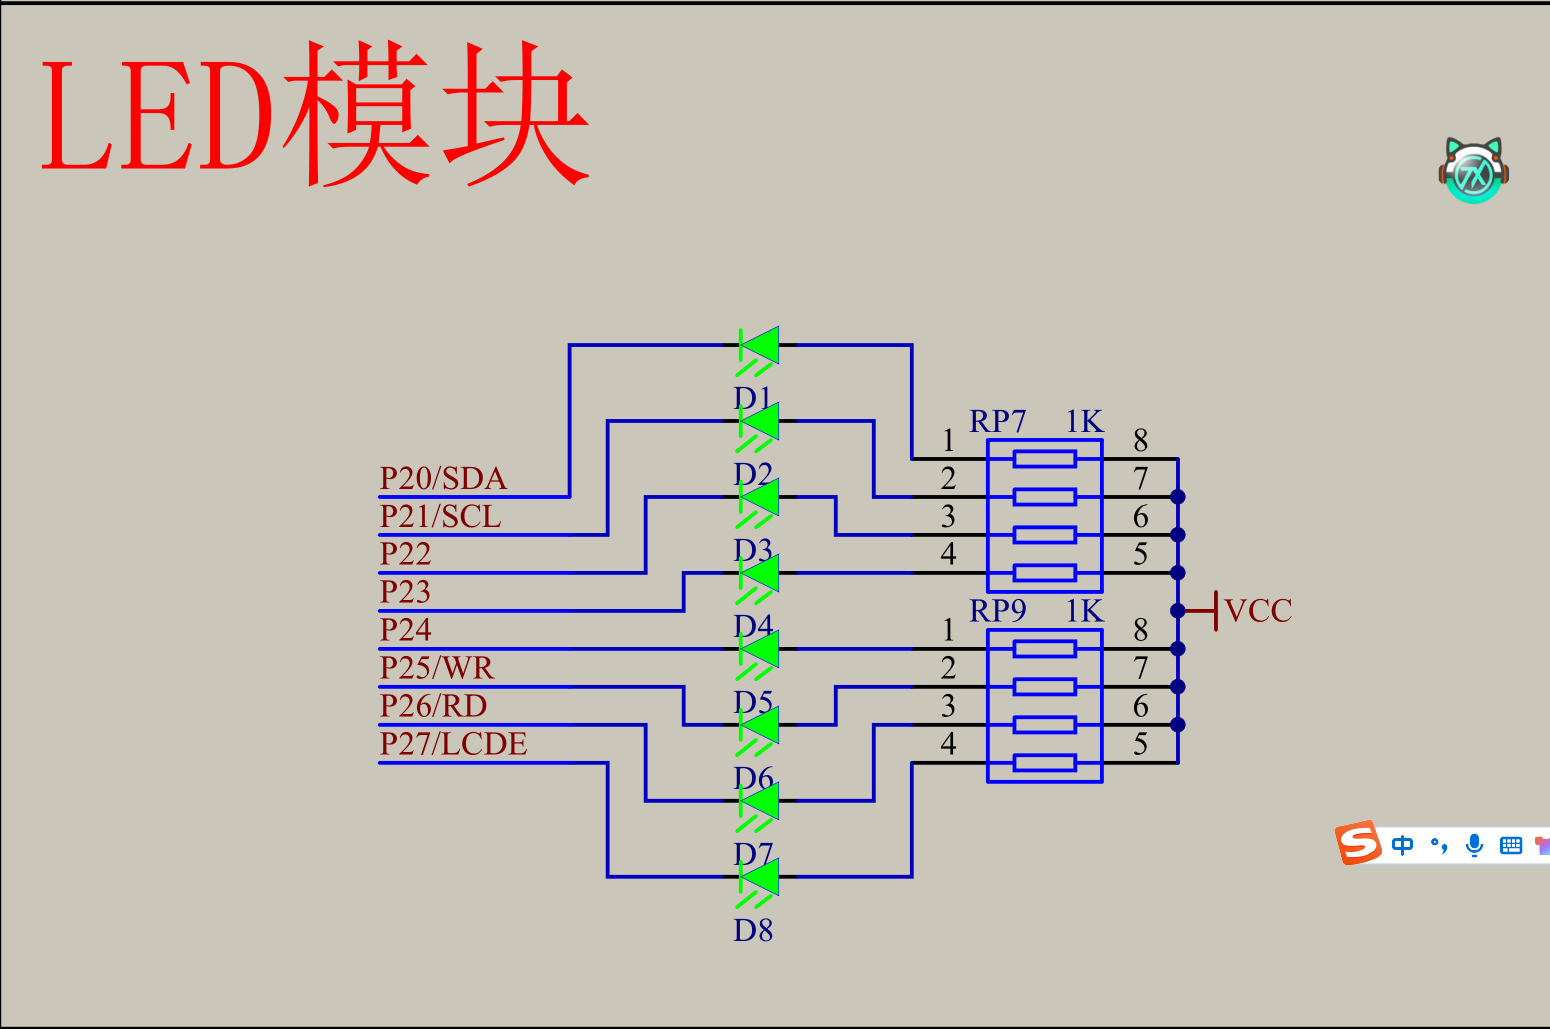 LED模块
D1
RP7 1K
1 8
P20/SDA D2 2 7
P21/SCL 3 6
P22 D3 4 5
P23
RP9 1K VCC
P24 D4 1 8
P25/WR 2 7
P26/RD D5 3 6
P27/LCDE 4 5
D6
D7
D8
TX
S中°,